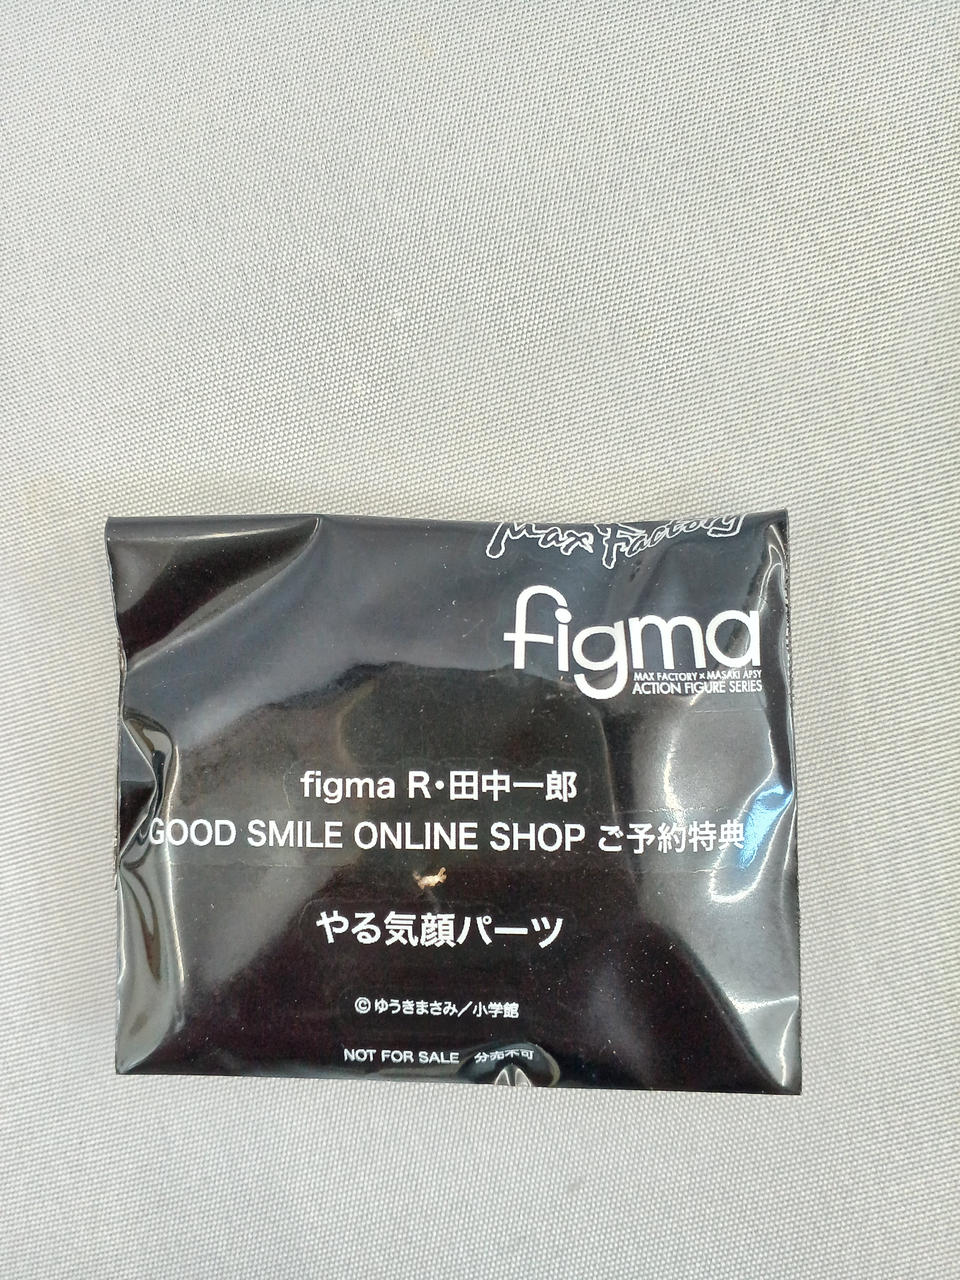 Max Factory
figma
MAX FACTORY × MASAKI APSY
ACTION FIGURE SERIES
figma R・田中一郎
GOOD SMILE ONLINE SHOP ご予約特典
やる気顔パーツ
© ゆうきまさみ／小学館
NOT FOR SALE 分売不可